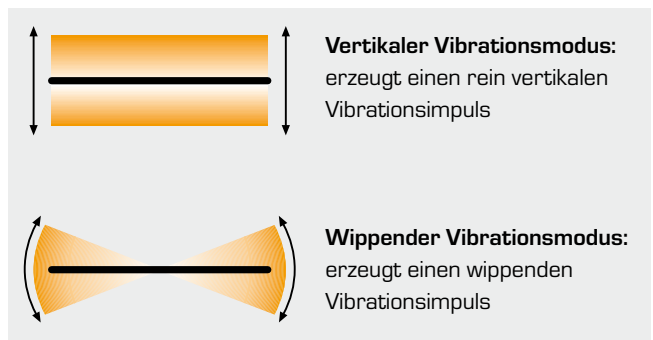 Vertikaler Vibrationsmodus:
erzeugt einen rein vertikalen
Vibrationsimpuls
Wippender Vibrationsmodus:
erzeugt einen wippenden
Vibrationsimpuls